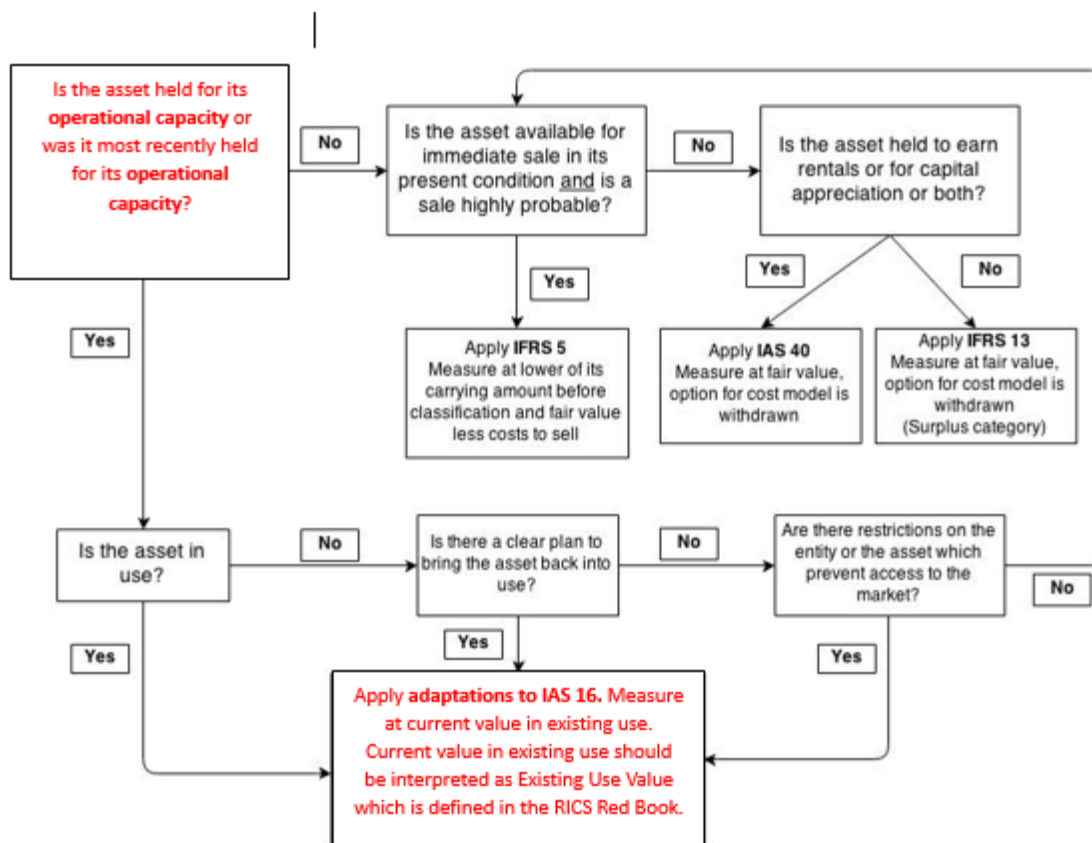 Is the asset held for its
operational capacity or
was it most recently held
for its operational
capacity?
No
Is the asset available for
immediate sale in its
present condition and is a
sale highly probable?
No
Is the asset held to earn
rentals or for capital
appreciation or both?
Yes
Yes
Yes
No
Apply IFRS 5
Measure at lower of its
carrying amount before
classification and fair value
less costs to sell
Apply IAS 40
Measure at fair value,
option for cost model is
withdrawn
Apply IFRS 13
Measure at fair value,
option for cost model is
withdrawn
(Surplus category)
Is the asset in
use?
No
Is there a clear plan to
bring the asset back into
use?
No
Are there restrictions on the
entity or the asset which
prevent access to the
market?
No
Yes
Yes
Yes
Apply adaptations to IAS 16. Measure
at current value in existing use.
Current value in existing use should
be interpreted as Existing Use Value
which is defined in the RICS Red Book.